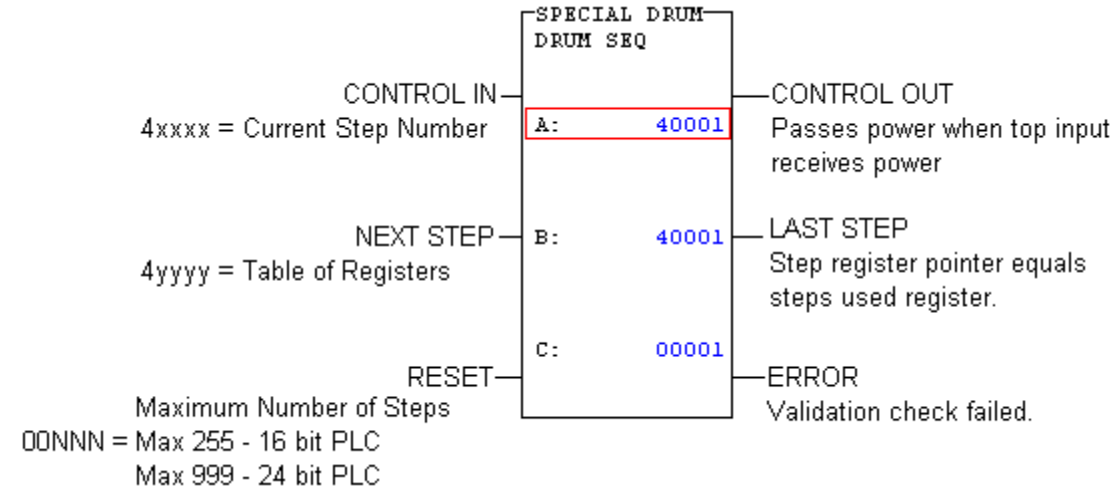 SPECIAL DRUM
DRUM SEQ
CONTROL IN
CONTROL OUT
4xxxx = Current Step Number
A: 40001
Passes power when top input
receives power
NEXT STEP
B: 40001
LAST STEP
4yyyy = Table of Registers
Step register pointer equals
steps used register.
C: 00001
RESET
ERROR
Maximum Number of Steps
Validation check failed.
00NNN = Max 255 - 16 bit PLC
Max 999 - 24 bit PLC